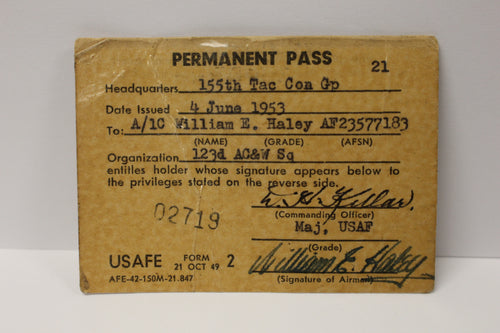 PERMANENT PASS
21
Headquarters 155th Tac Con Gp
Date Issued 4 June 1953
To: A/1C William E. Haley AF23577183
(NAME) (GRADE) (AFSN)
Organization 123d AC&W Sq
entitles holder whose signature appears below to
the privileges stated on the reverse side.
(Commanding Officer)
02719
Maj, USAF
(Grade)
USAFE FORM 2
21 OCT 49
William E. Haley
AFE-42-150M-21.847
(Signature of Airman)